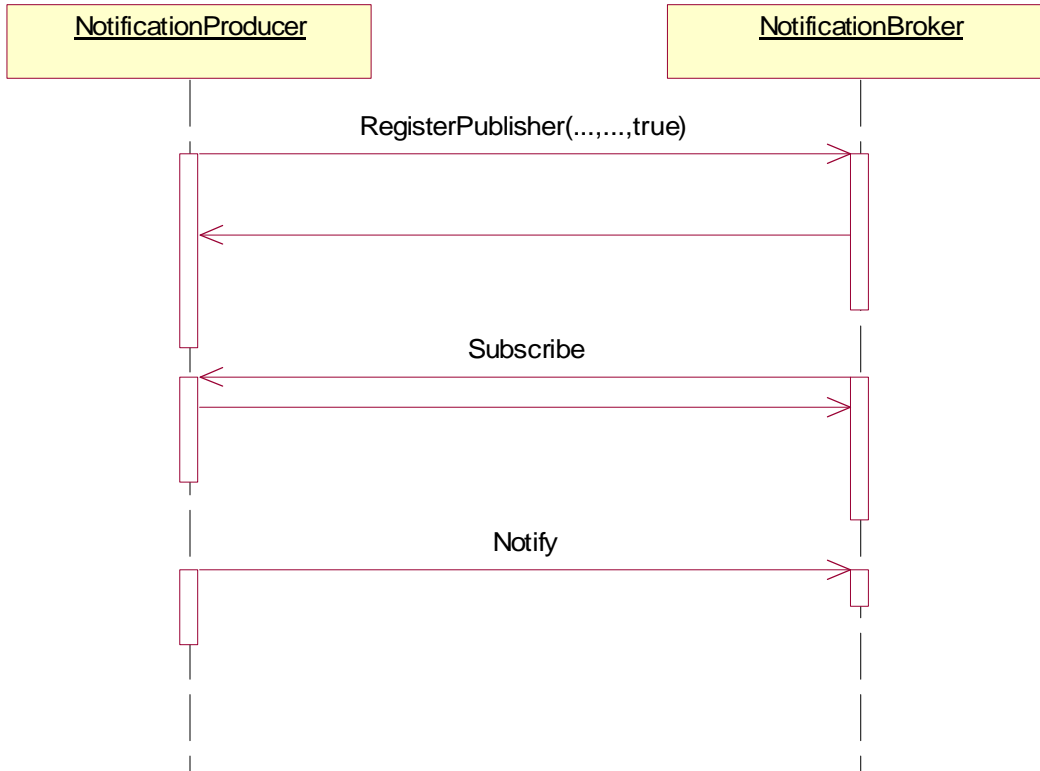 NotificationProducer
NotificationBroker
RegisterPublisher(...,...,true)
Subscribe
Notify